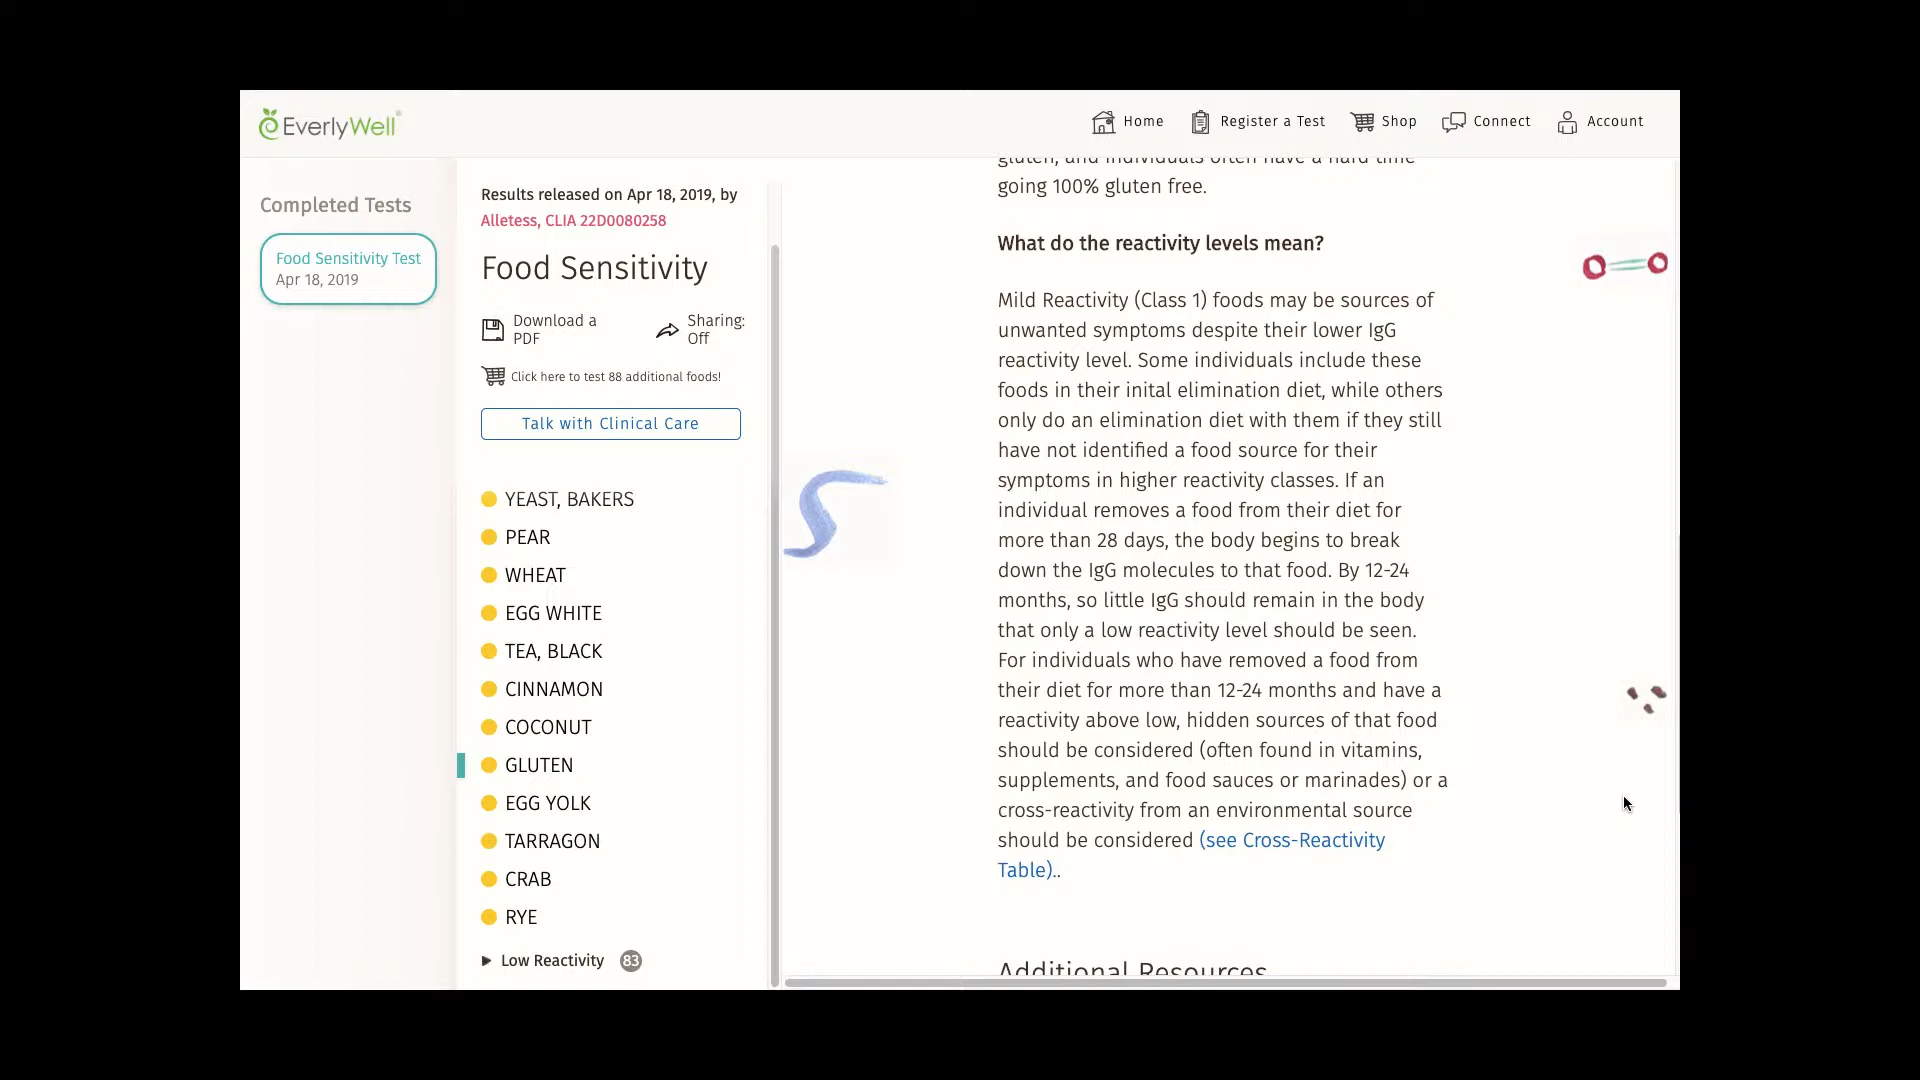 EverlyWell®
Home
Register a Test
Shop
Connect
Account
Completed Tests
Food Sensitivity Test
Apr 18, 2019
Results released on Apr 18, 2019, by
Alletess, CLIA 22D0080258
Food Sensitivity
Download a
PDF
Sharing:
Off
Click here to test 88 additional foods!
Talk with Clinical Care
YEAST, BAKERS
PEAR
WHEAT
EGG WHITE
TEA, BLACK
CINNAMON
COCONUT
GLUTEN
EGG YOLK
TARRAGON
CRAB
RYE
Low Reactivity 83
gluten, and individuals often have a hard time
going 100% gluten free.
What do the reactivity levels mean?
Mild Reactivity (Class 1) foods may be sources of
unwanted symptoms despite their lower IgG
reactivity level. Some individuals include these
foods in their inital elimination diet, while others
only do an elimination diet with them if they still
have not identified a food source for their
symptoms in higher reactivity classes. If an
individual removes a food from their diet for
more than 28 days, the body begins to break
down the IgG molecules to that food. By 12-24
months, so little IgG should remain in the body
that only a low reactivity level should be seen.
For individuals who have removed a food from
their diet for more than 12-24 months and have a
reactivity above low, hidden sources of that food
should be considered (often found in vitamins,
supplements, and food sauces or marinades) or a
cross-reactivity from an environmental source
should be considered (see Cross-Reactivity
Table)..
Additional Resources